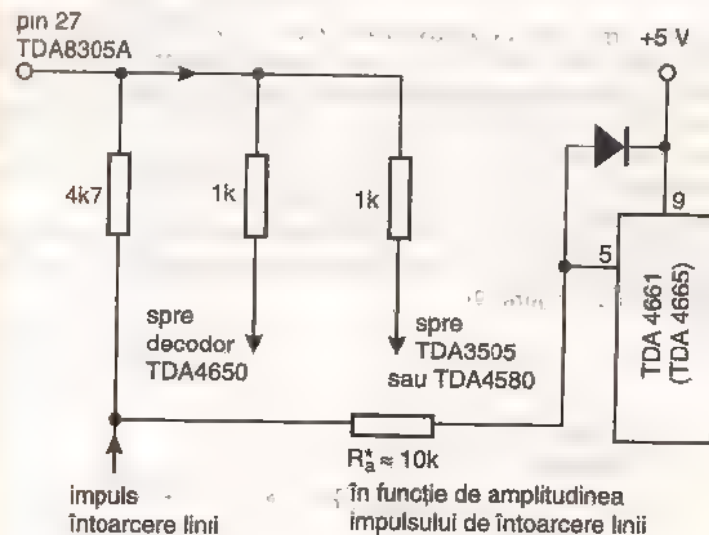 pin 27
TDA8305A
+5 V
4k7
1k
1k
9
5
TDA 4661
(TDA 4665)
spre
decodor
TDA4650
spre
TDA3505
sau TDA4580
R*a ≈ 10k
impuls
întoarcere linii
în funcție de amplitudinea
impulsului de întoarcere linii